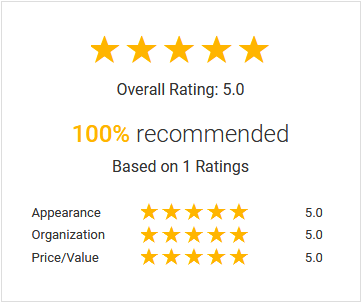 Overall Rating: 5.0
100% recommended
Based on 1 Ratings
Appearance 5.0
Organization 5.0
Price/Value 5.0